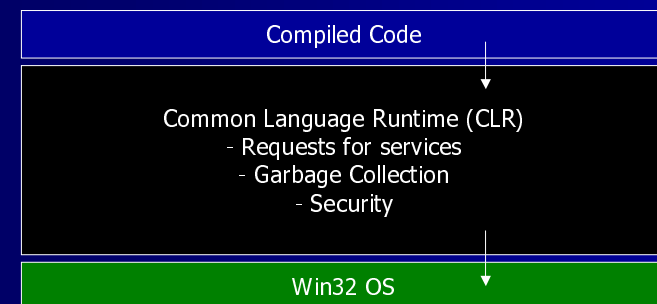 Compiled Code
Common Language Runtime (CLR)
- Requests for services
- Garbage Collection
- Security
Win32 OS